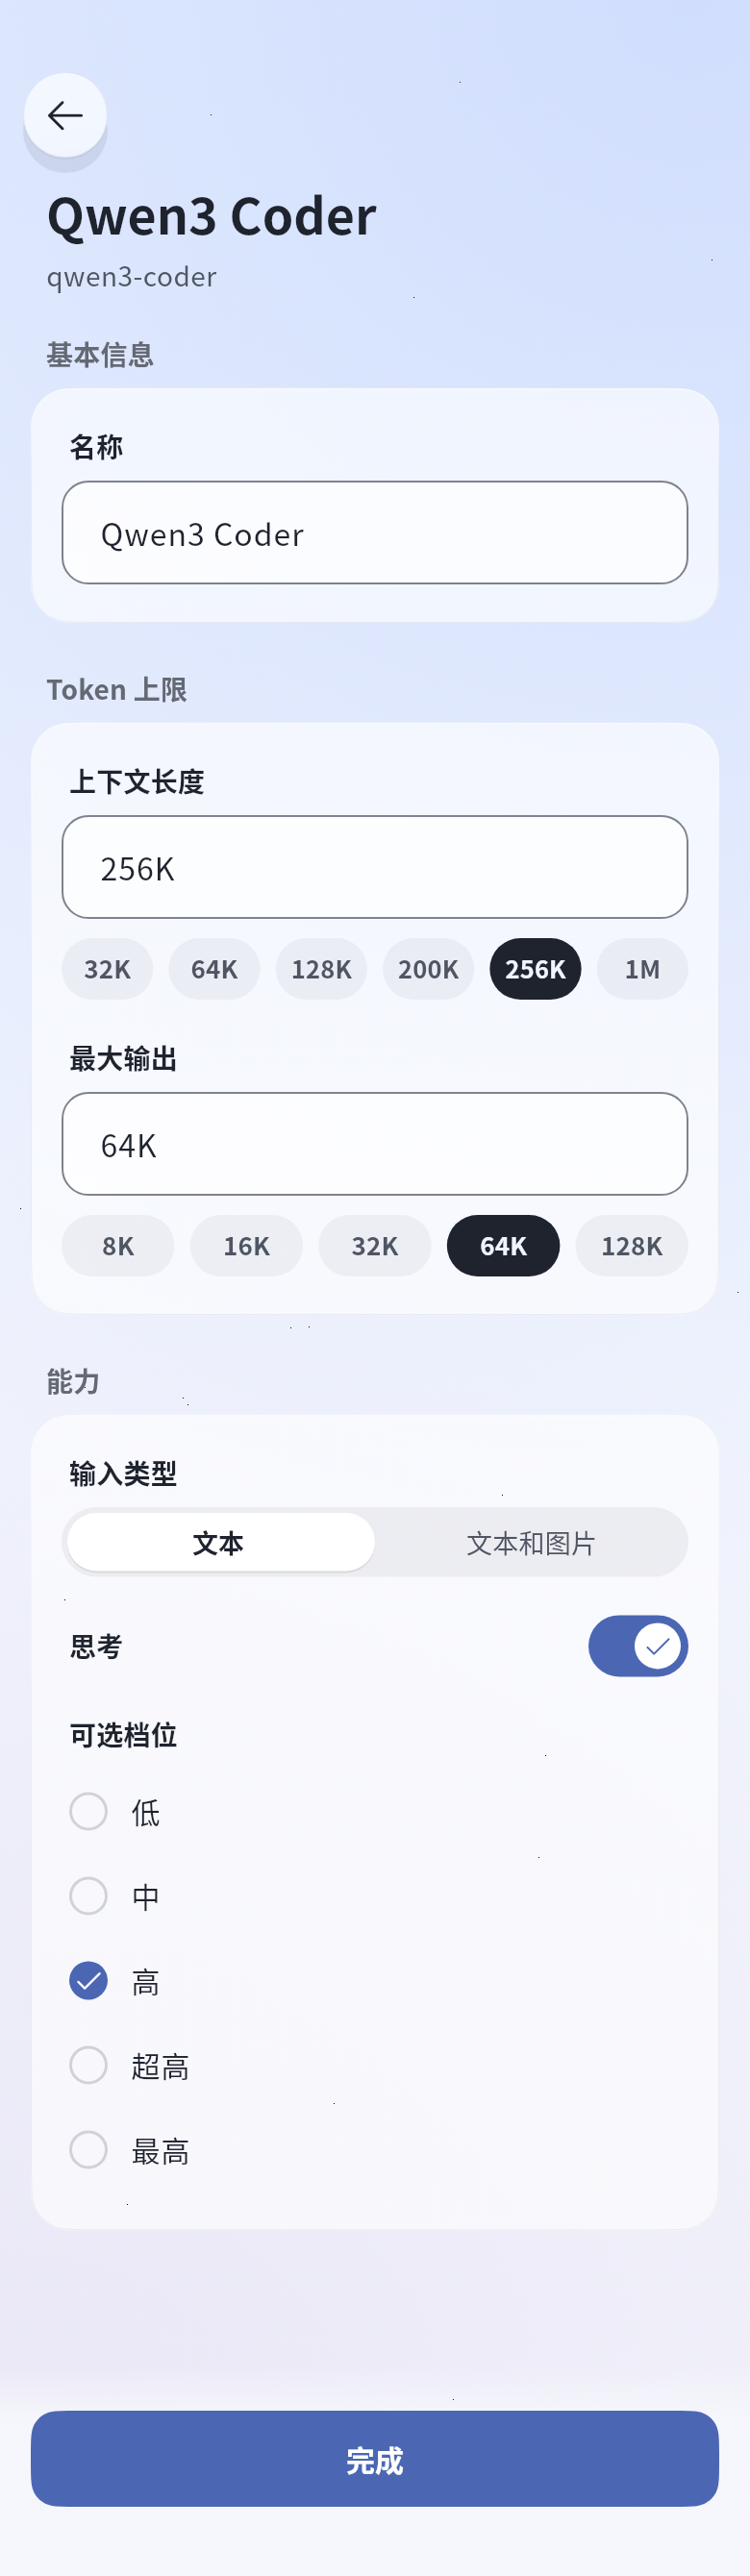 Qwen3 Coder
qwen3-coder
基本信息
名称
Qwen3 Coder
Token 上限
上下文长度
256K
32K 64K 128K 200K 256K 1M
最大输出
64K
8K 16K 32K 64K 128K
能力
输入类型
文本 文本和图片
思考
可选档位
低
中
高
超高
最高
完成